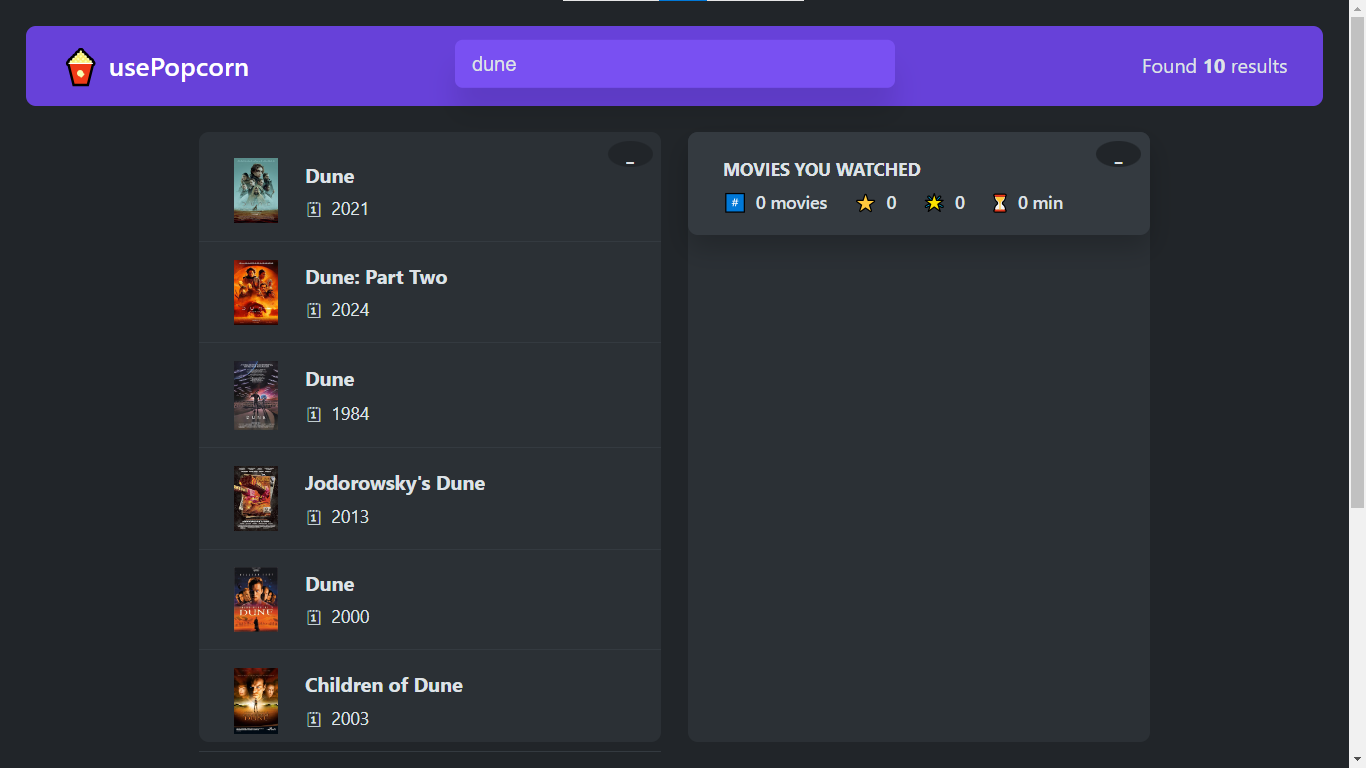 usePopcorn
dune
Found 10 results
Dune
2021
Dune: Part Two
2024
Dune
1984
Jodorowsky's Dune
2013
Dune
2000
Children of Dune
2003
MOVIES YOU WATCHED
# 0 movies 0 0 0 min
DUNE